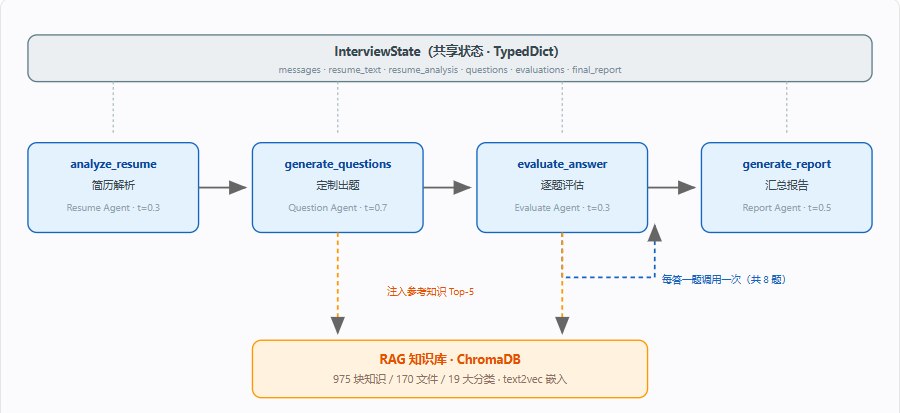 InterviewState（共享状态 · TypedDict）
messages · resume_text · resume_analysis · questions · evaluations · final_report
analyze_resume
简历解析
Resume Agent · t=0.3
generate_questions
定制出题
Question Agent · t=0.7
evaluate_answer
逐题评估
Evaluate Agent · t=0.3
generate_report
汇总报告
Report Agent · t=0.5
注入参考知识 Top-5
每答一题调用一次（共 8 题）
RAG 知识库 · ChromaDB
975 块知识 / 170 文件 / 19 大分类 · text2vec 嵌入